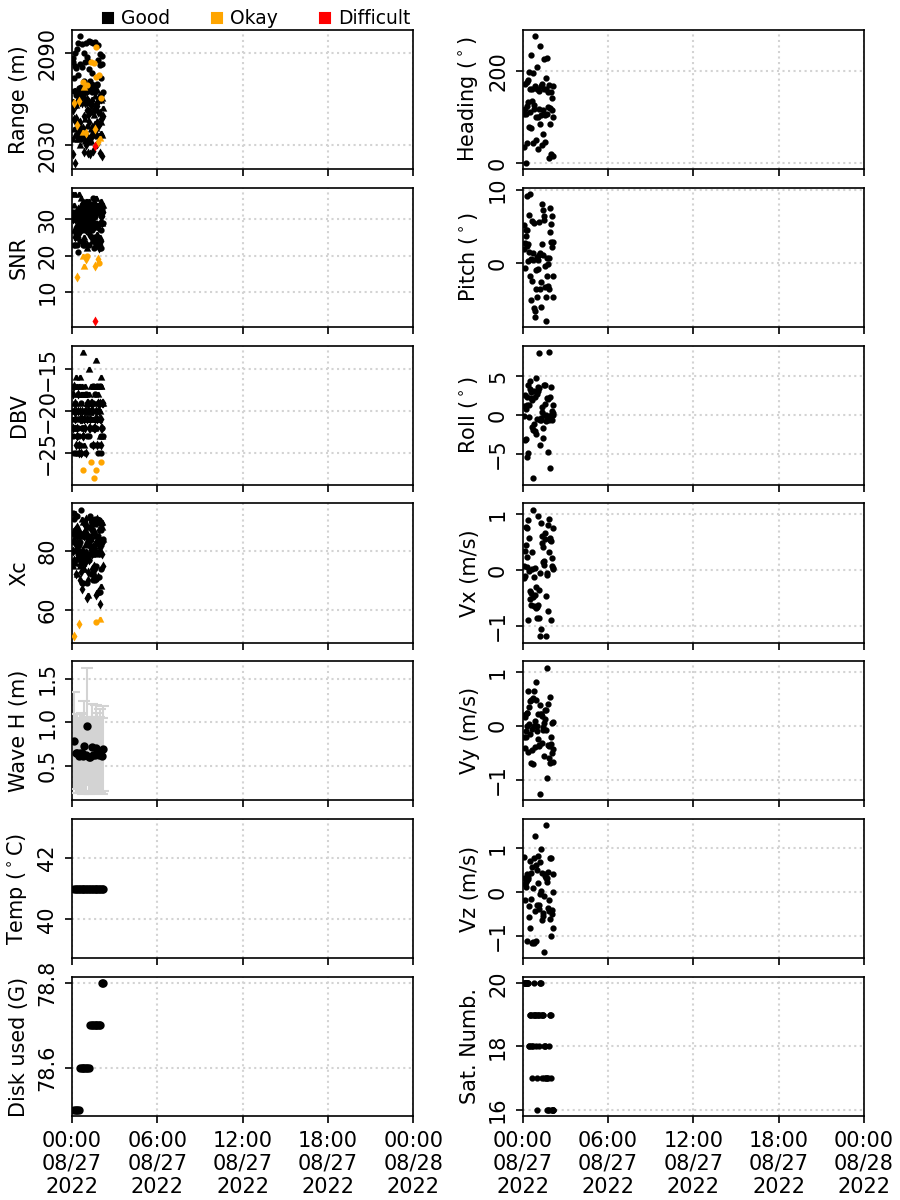 Good Okay Difficult
Range (m)
2090
2030
Heading (°)
200
0
SNR
30
20
10
Pitch (°)
10
0
DBV
−15
−20
−25
Roll (°)
5
0
−5
Xc
80
60
Vx (m/s)
1
0
−1
Wave H (m)
1.5
1.0
0.5
Vy (m/s)
1
0
−1
Temp (°C)
42
40
Vz (m/s)
1
0
−1
Disk used (G)
78.8
78.6
Sat. Numb.
20
18
16
00:00 06:00 12:00 18:00 00:00
08/27 08/27 08/27 08/27 08/28
2022 2022 2022 2022 2022
00:00 06:00 12:00 18:00 00:00
08/27 08/27 08/27 08/27 08/28
2022 2022 2022 2022 2022